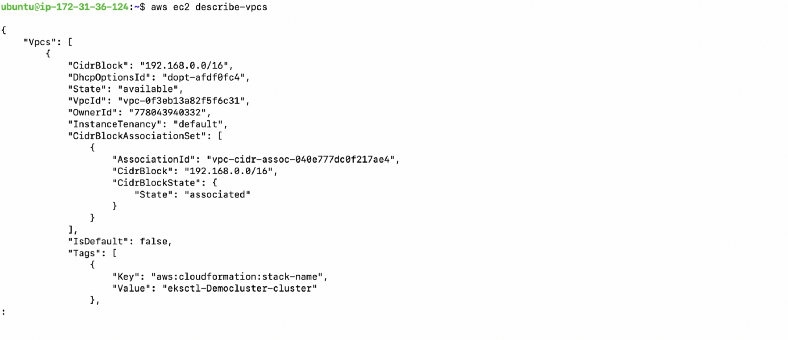 ubuntu@ip-172-31-36-124:~$ aws ec2 describe-vpcs
{
    "Vpcs": [
        {
            "CidrBlock": "192.168.0.0/16",
            "DhcpOptionsId": "dopt-afdf0fc4",
            "State": "available",
            "VpcId": "vpc-0f3eb13a82f5f6c31",
            "OwnerId": "778043940332",
            "InstanceTenancy": "default",
            "CidrBlockAssociationSet": [
                {
                    "AssociationId": "vpc-cidr-assoc-040e777dc0f217ae4",
                    "CidrBlock": "192.168.0.0/16",
                    "CidrBlockState": {
                        "State": "associated"
                    }
                }
            ],
            "IsDefault": false,
            "Tags": [
                {
                    "Key": "aws:cloudformation:stack-name",
                    "Value": "eksctl-Democluster-cluster"
                },
: